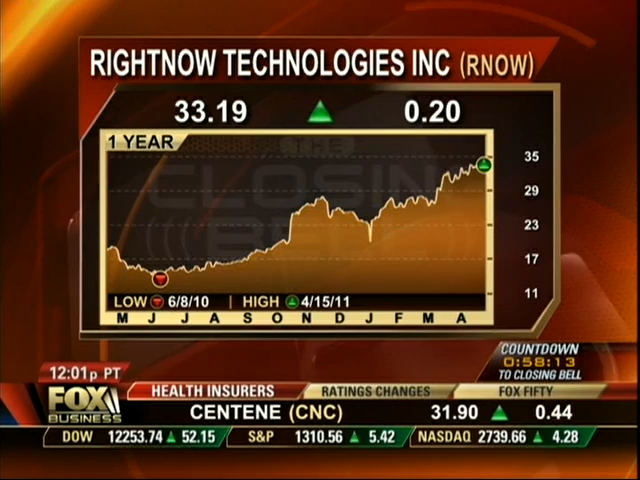 RIGHTNOW TECHNOLOGIES INC (RNOW)
33.19 0.20
1 YEAR
THE
CLOSING
BELL
35
29
23
17
11
LOW 6/8/10 | HIGH 4/15/11
M J J A S O N D J F M A
COUNTDOWN
0:58:13
TO CLOSING BELL
12:01p PT
FOX
BUSINESS
HEALTH INSURERS RATINGS CHANGES FOX FIFTY
CENTENE (CNC) 31.90 0.44
DOW 12253.74 52.15 S&P 1310.56 5.42 NASDAQ 2739.66 4.28